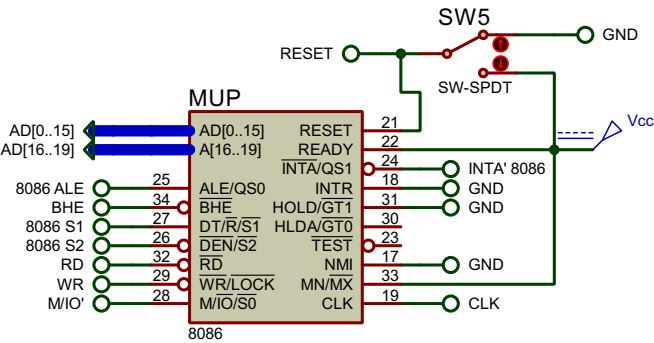 SW5
GND
RESET
SW-SPDT
MUP
Vcc
AD[0..15] AD[0..15] RESET 21
AD[16..19] A[16..19] READY 22
INTA/QS1 24 INTA' 8086
8086 ALE 25 ALE/QS0 INTR 18 GND
BHE 34 BHE HOLD/GT1 31 GND
8086 S1 27 DT/R/S1 HLDA/GT0 30
8086 S2 26 DEN/S2 TEST 23
RD 32 RD NMI 17 GND
WR 29 WR/LOCK MN/MX 33
M/IO' 28 M/IO/S0 CLK 19 CLK
8086